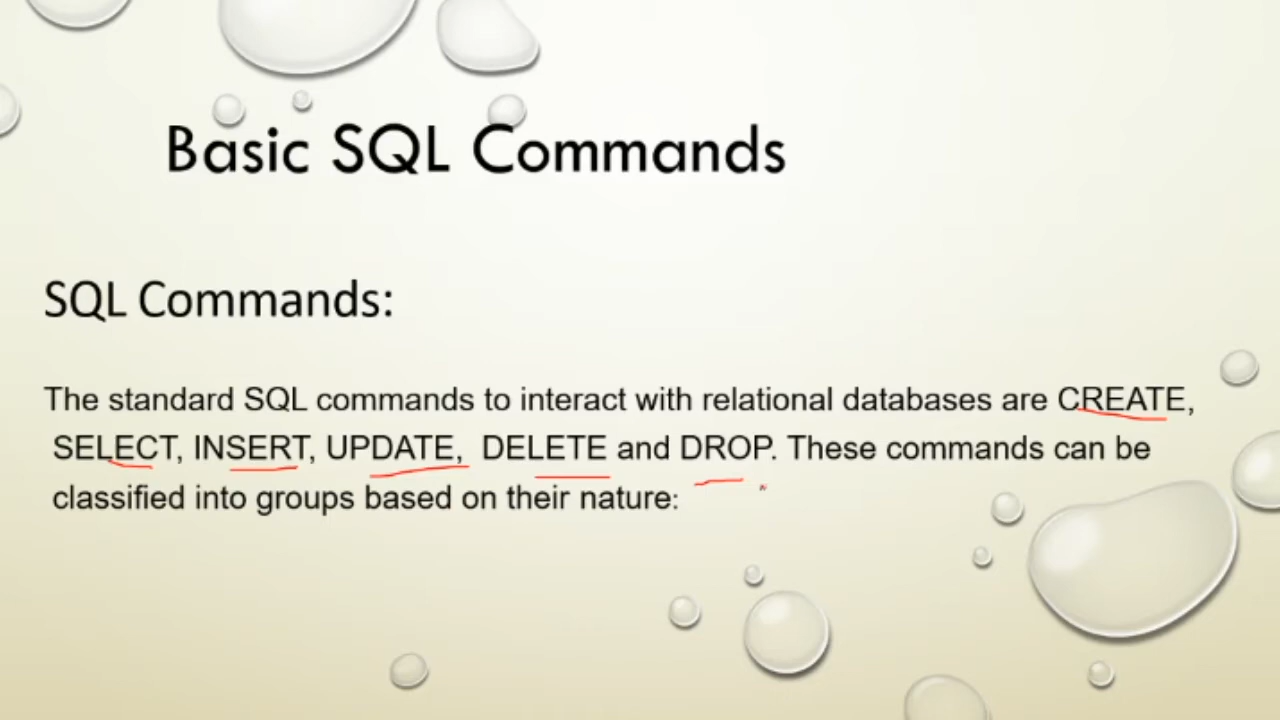 Basic SQL Commands
SQL Commands:
The standard SQL commands to interact with relational databases are CREATE,
SELECT, INSERT, UPDATE, DELETE and DROP. These commands can be
classified into groups based on their nature: